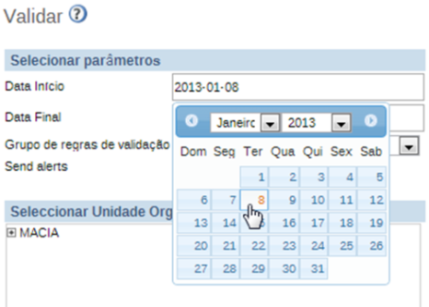 Validar
Selecionar parâmetros
Data Início 2013-01-08
Data Final
Janeirc 2013
Grupo de regras de validação
Dom Seg Ter Qua Qui Sex Sab
Send alerts
1 2 3 4 5
6 7 8 9 10 11 12
Seleccionar Unidade Org
13 14 16 17 18 19
MACIA
20 21 22 23 24 25 26
27 28 29 30 31